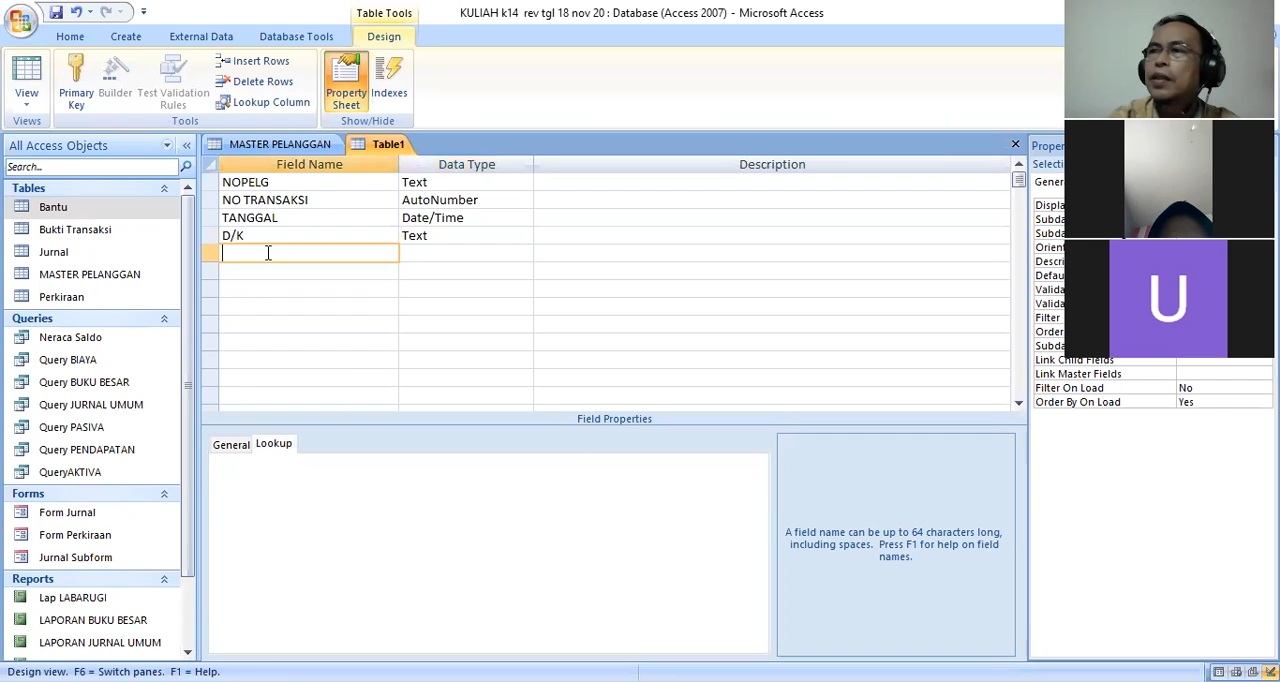 Table Tools
KULIAH k14 rev tgl 18 nov 20 : Database (Access 2007) - Microsoft Access
Home
Create
External Data
Database Tools
Design
View
Primary Key
Builder
Test Validation Rules
Insert Rows
Delete Rows
Lookup Column
Property Sheet
Indexes
Views
Tools
Show/Hide
All Access Objects
Search...
Tables
Bantu
Bukti Transaksi
Jurnal
MASTER PELANGGAN
Perkiraan
Queries
Neraca Saldo
Query BIAYA
Query BUKU BESAR
Query JURNAL UMUM
Query PASIVA
Query PENDAPATAN
QueryAKTIVA
Forms
Form Jurnal
Form Perkiraan
Jurnal Subform
Reports
Lap LABARUGI
LAPORAN BUKU BESAR
LAPORAN JURNAL UMUM
MASTER PELANGGAN
Table1
Field Name Data Type Description
NOPELG Text
NO TRANSAKSI AutoNumber
TANGGAL Date/Time
D/K Text
Field Properties
General Lookup
A field name can be up to 64 characters long,
including spaces. Press F1 for help on field
names.
U
Link Child Fields
Link Master Fields
Filter On Load No
Order By On Load Yes
Design view. F6 = Switch panes. F1 = Help.